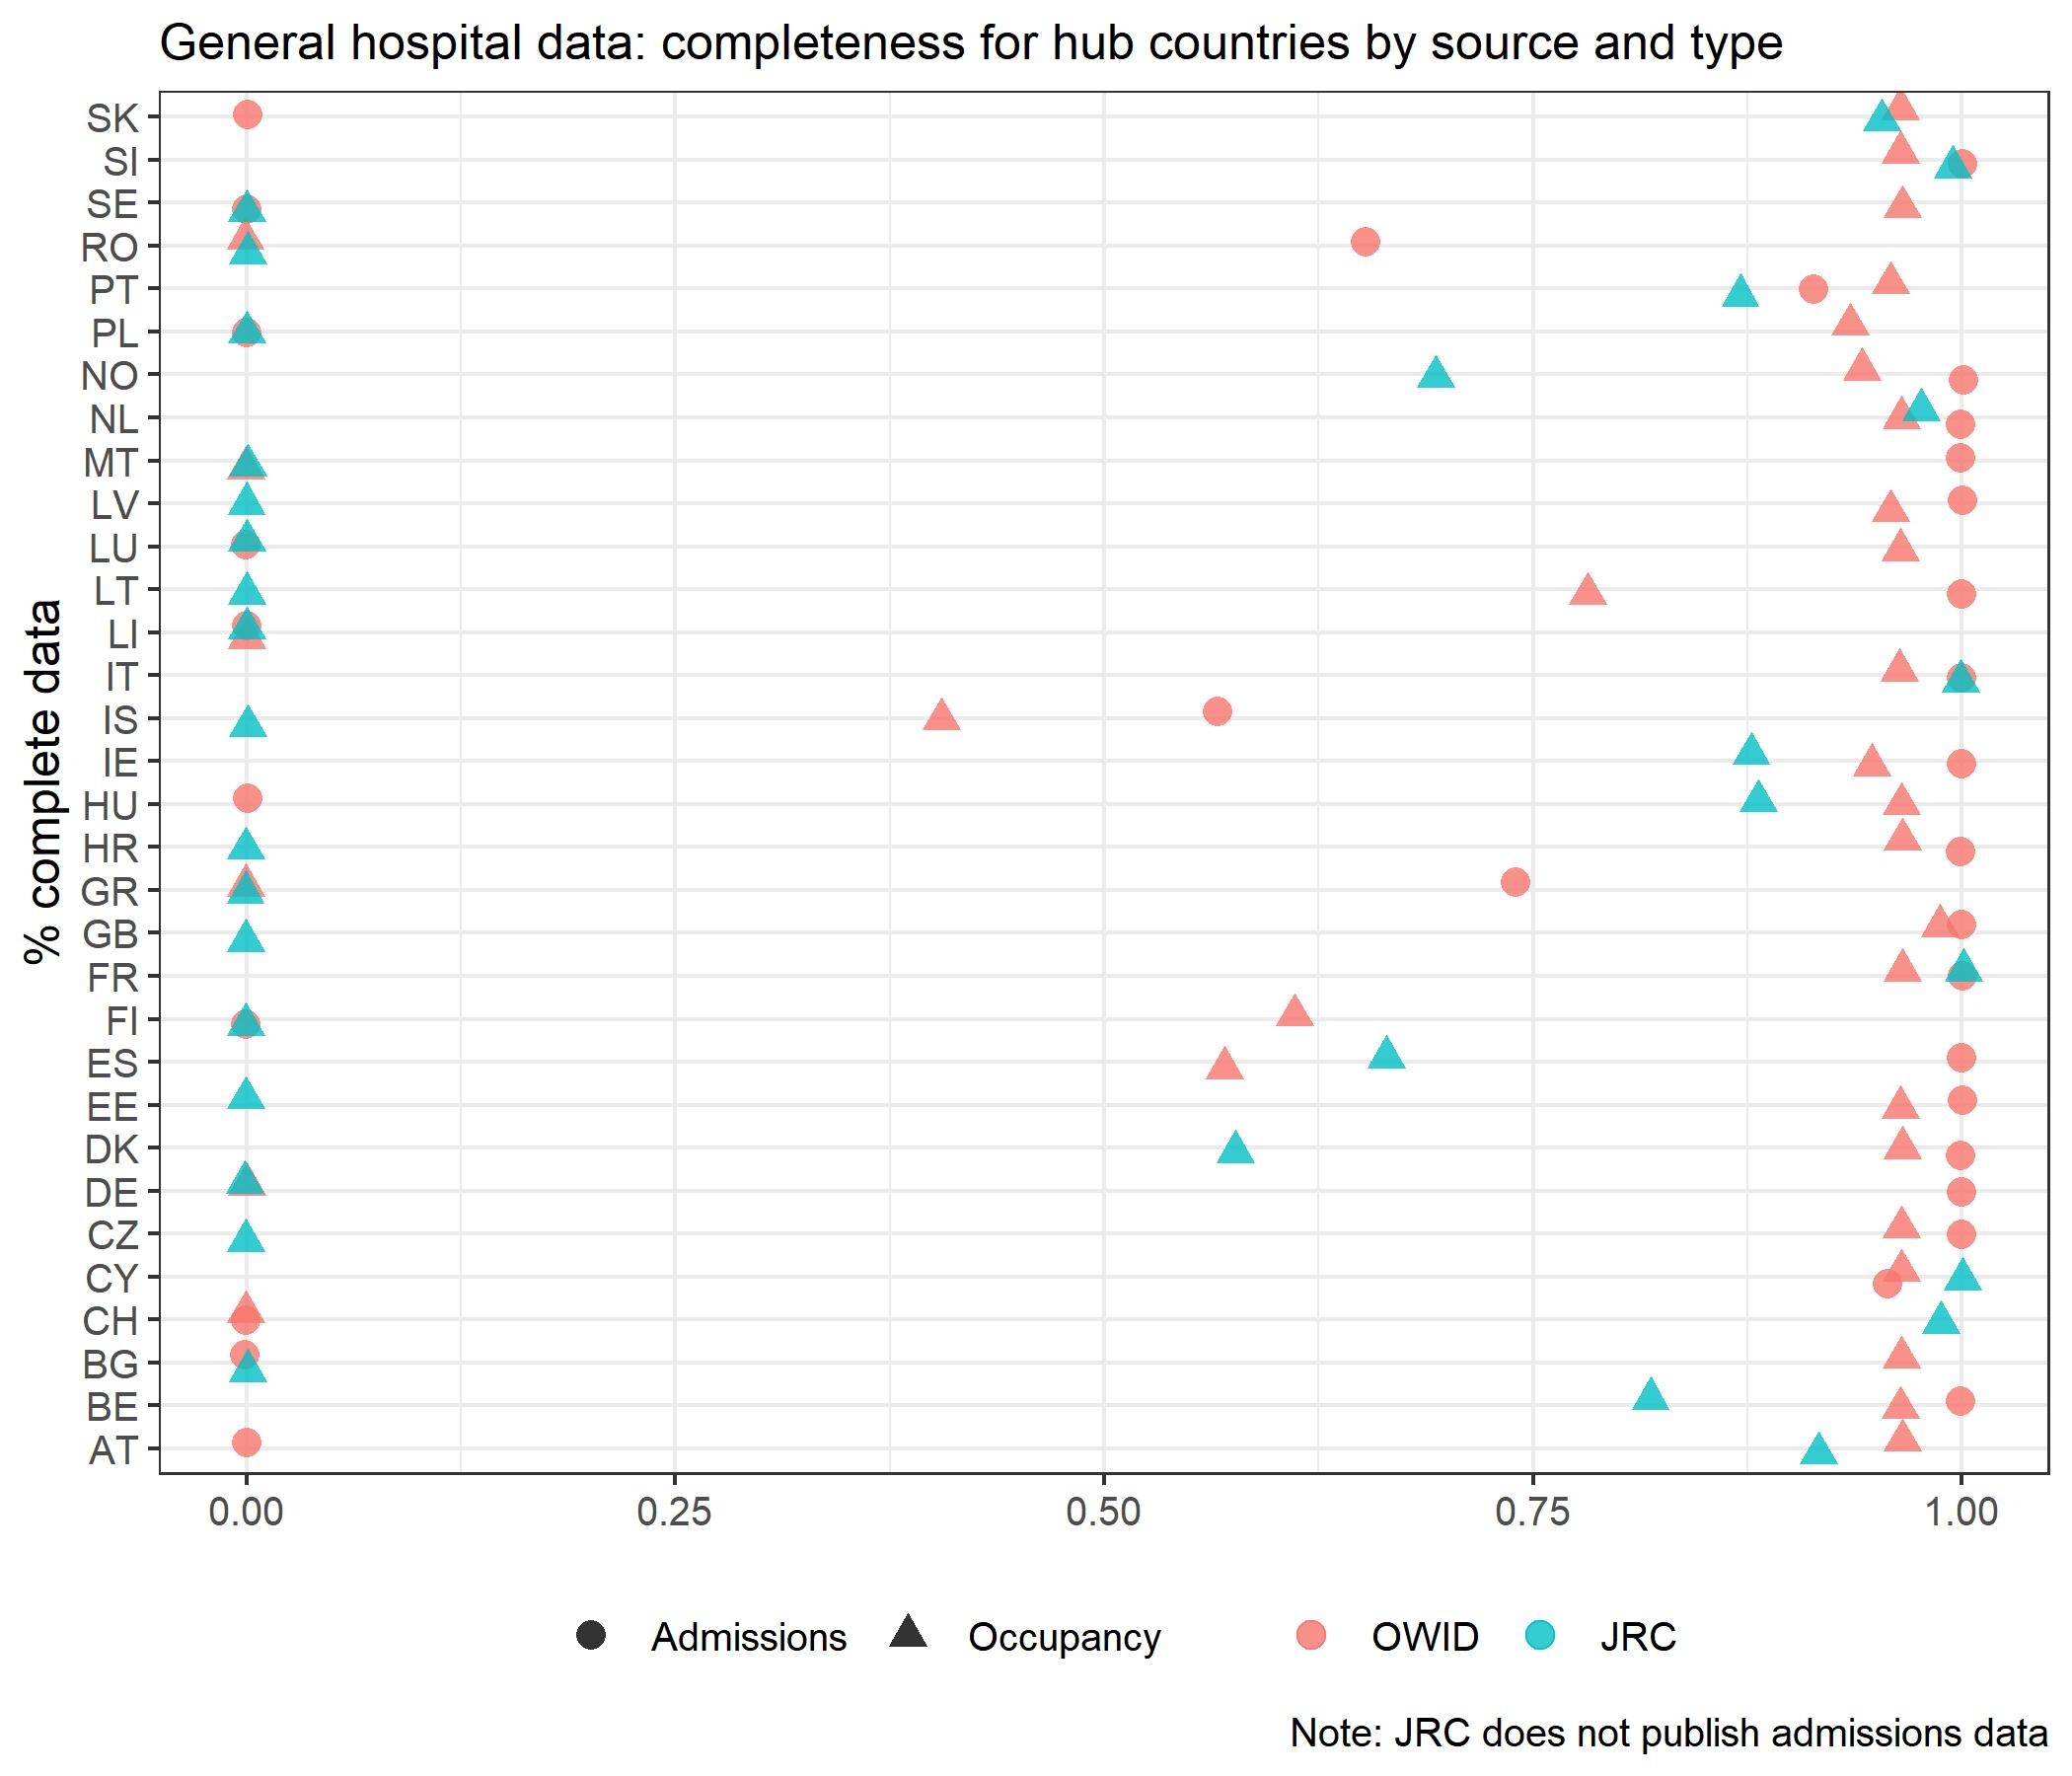 General hospital data: completeness for hub countries by source and type
% complete data
SK
SI
SE
RO
PT
PL
NO
NL
MT
LV
LU
LT
LI
IT
IS
IE
HU
HR
GR
GB
FR
FI
ES
EE
DK
DE
CZ
CY
CH
BG
BE
AT
0.00 0.25 0.50 0.75 1.00
Admissions Occupancy OWID JRC
Note: JRC does not publish admissions data